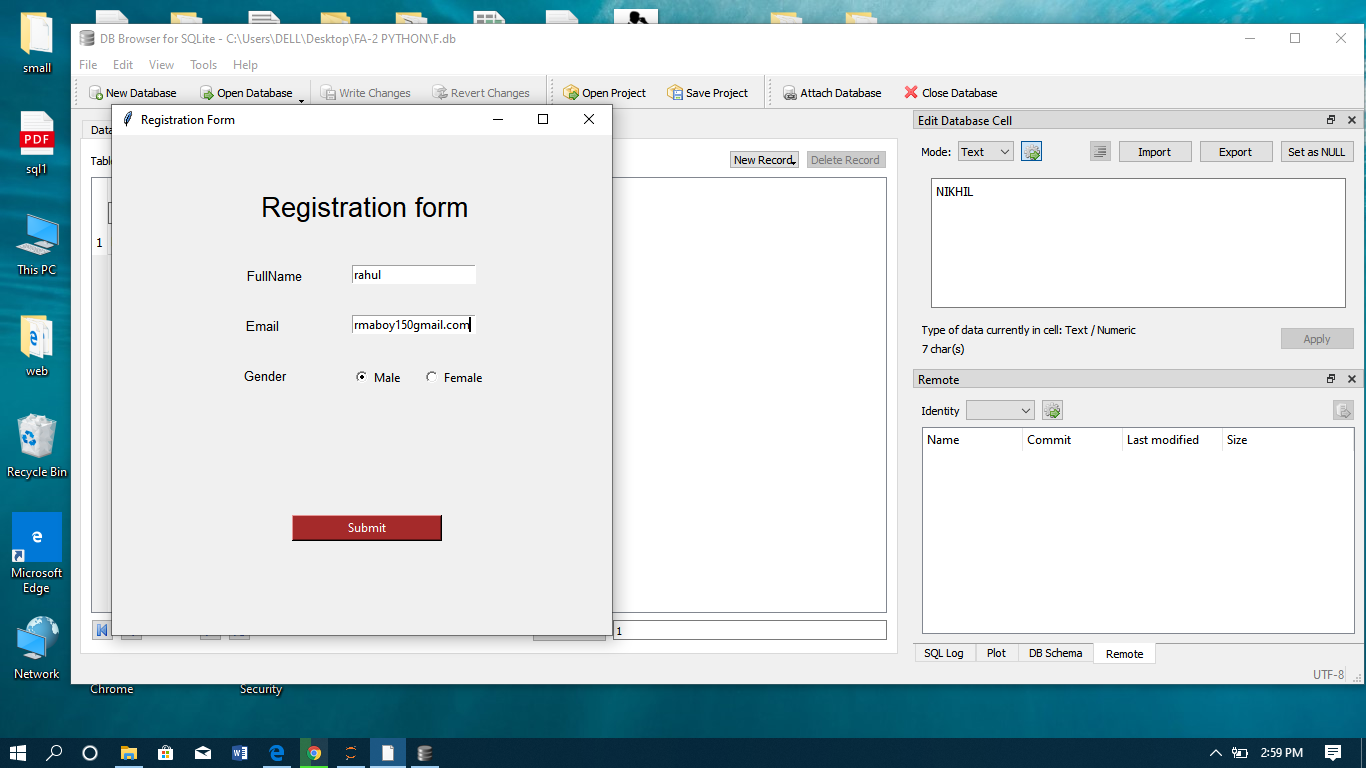 small
PDF
sql1
This PC
web
Recycle Bin
Microsoft
Edge
Network
Chrome
Security
DB Browser for SQLite - C:\Users\DELL\Desktop\FA-2 PYTHON\F.db
File Edit View Tools Help
New Database Open Database Write Changes Revert Changes Open Project Save Project Attach Database Close Database
Data
Table
New Record Delete Record
1
1
Registration Form
Registration form
FullName rahul
Email rmaboy150gmail.com
Gender Male Female
Submit
Edit Database Cell
Mode: Text Import Export Set as NULL
NIKHIL
Type of data currently in cell: Text / Numeric
7 char(s)
Apply
Remote
Identity
Name Commit Last modified Size
SQL Log Plot DB Schema Remote
UTF-8
2:59 PM